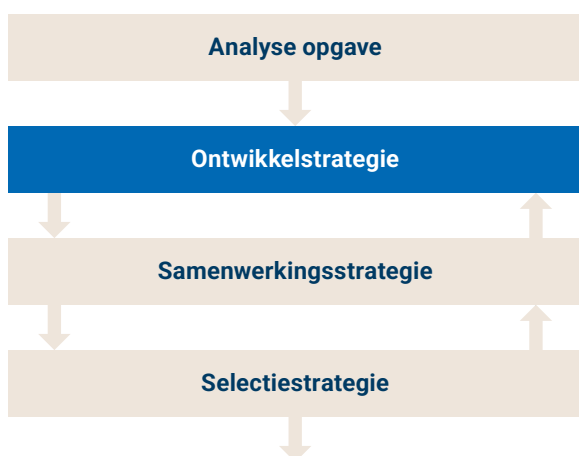 Analyse opgave
Ontwikkelstrategie
Samenwerkingsstrategie
Selectiestrategie